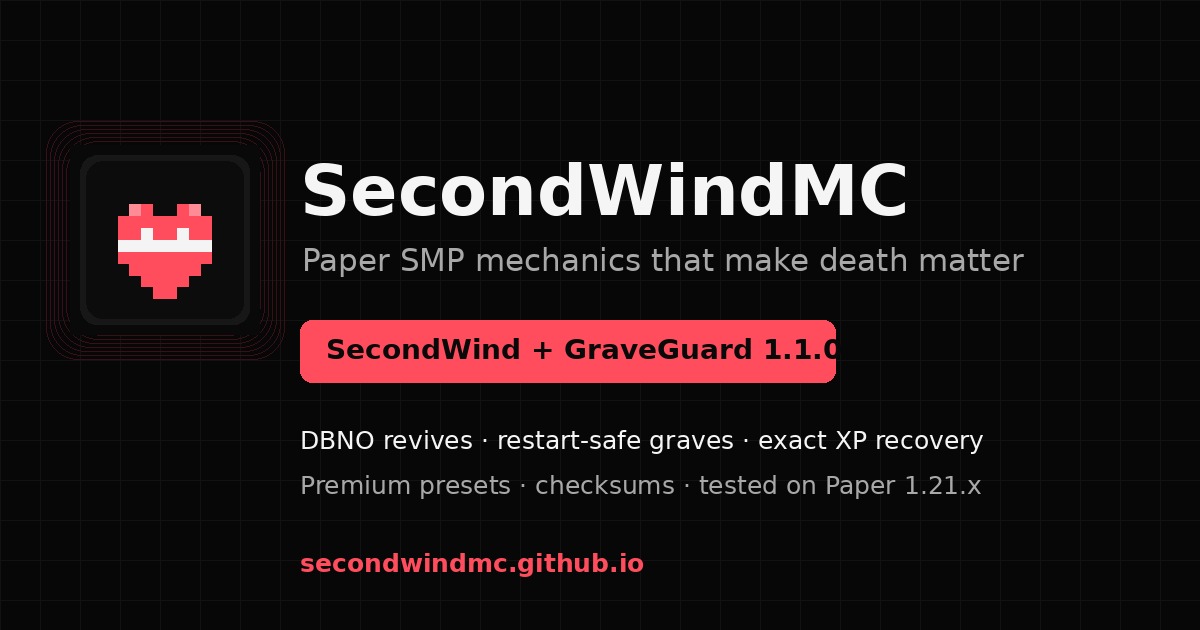 SecondWindMC
Paper SMP mechanics that make death matter
SecondWind + GraveGuard 1.1.0
DBNO revives · restart-safe graves · exact XP recovery
Premium presets · checksums · tested on Paper 1.21.x
secondwindmc.github.io